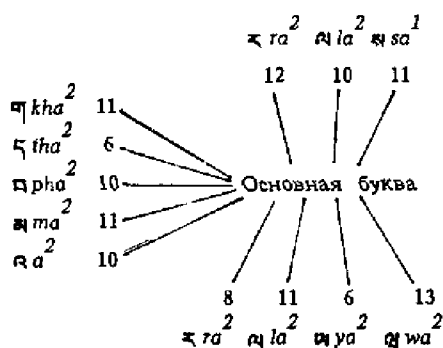 ར ra² ལ la² ས sa¹
12 10 11
ག kha² 11
ད tha² 6
བ pha² 10
Основная буква
མ ma² 11
འ a² 10
8 11 6 13
ར ra² ལ la² ཡ ya² ཝ wa²